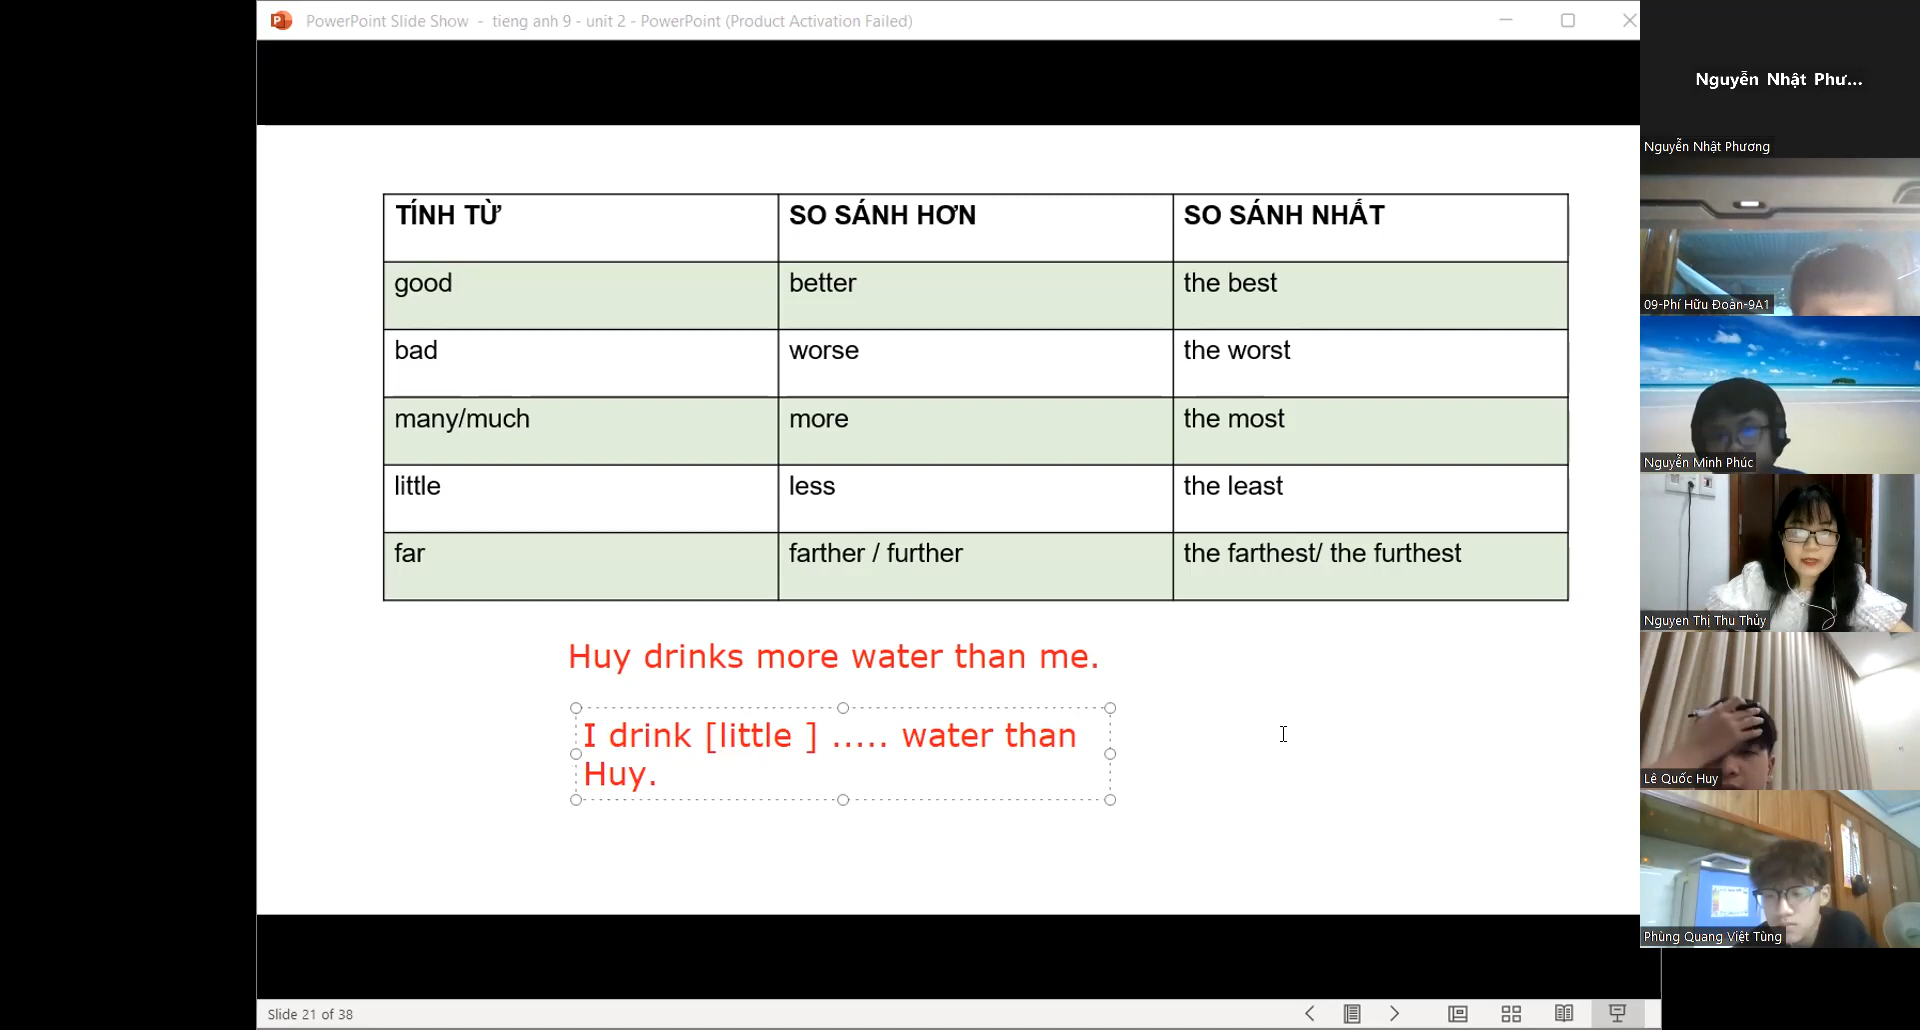 PowerPoint Slide Show - tieng anh 9 - unit 2 - PowerPoint (Product Activation Failed)
TÍNH TỪ SO SÁNH HƠN SO SÁNH NHẤT
good better the best
bad worse the worst
many/much more the most
little less the least
far farther / further the farthest/ the furthest
Huy drinks more water than me.
I drink [little ] ..... water than
Huy.
Slide 21 of 38
Nguyễn Nhật Phư...
Nguyễn Nhật Phương
09-Phí Hữu Đoàn-9A1
Nguyễn Minh Phúc
Nguyen Thị Thu Thủy
Lê Quốc Huy
Phùng Quang Việt Tùng